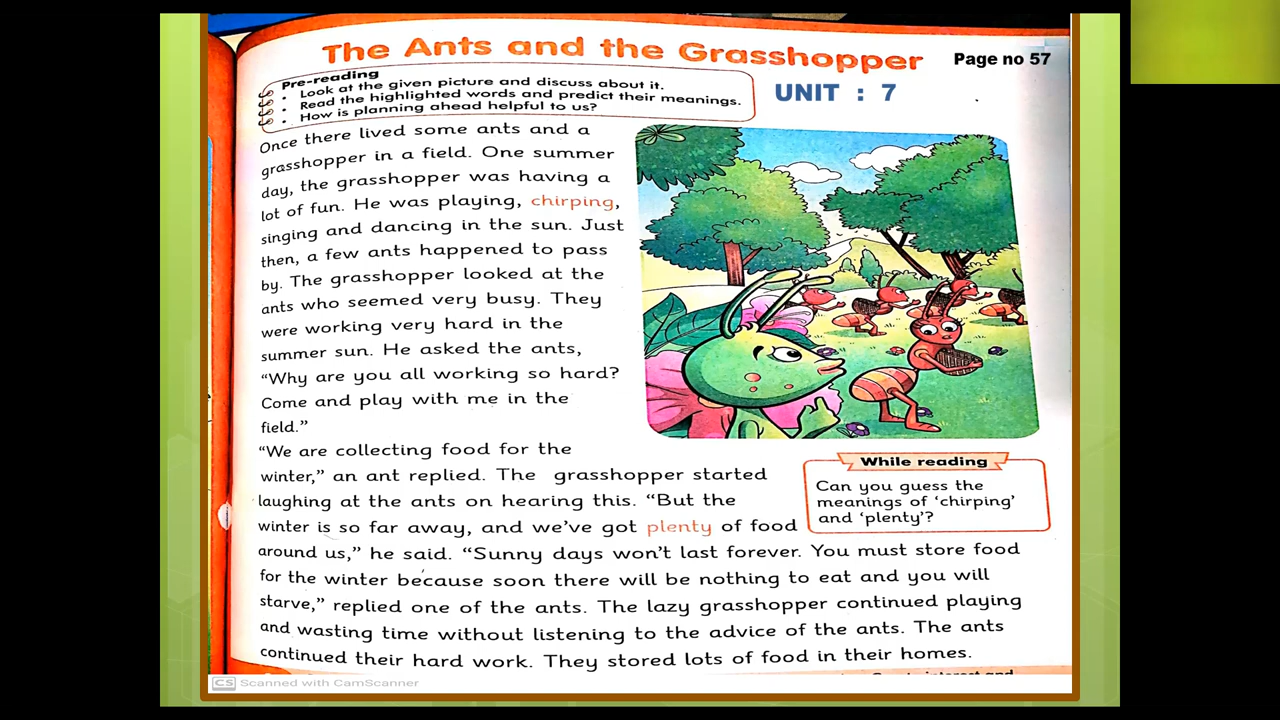 The Ants and the Grasshopper
Page no 57
UNIT : 7
Pre-reading
• Look at the given picture and discuss about it.
• Read the highlighted words and predict their meanings.
• How is planning ahead helpful to us?
Once there lived some ants and a
grasshopper in a field. One summer
day, the grasshopper was having a
lot of fun. He was playing, chirping,
singing and dancing in the sun. Just
then, a few ants happened to pass
by. The grasshopper looked at the
ants who seemed very busy. They
were working very hard in the
summer sun. He asked the ants,
“Why are you all working so hard?
Come and play with me in the
field.”
“We are collecting food for the
winter,” an ant replied. The grasshopper started
laughing at the ants on hearing this. “But the
winter is so far away, and we’ve got plenty of food
around us,” he said. “Sunny days won’t last forever. You must store food
for the winter because soon there will be nothing to eat and you will
starve,” replied one of the ants. The lazy grasshopper continued playing
and wasting time without listening to the advice of the ants. The ants
continued their hard work. They stored lots of food in their homes.
While reading
Can you guess the
meanings of ‘chirping’
and ‘plenty’?
CS Scanned with CamScanner